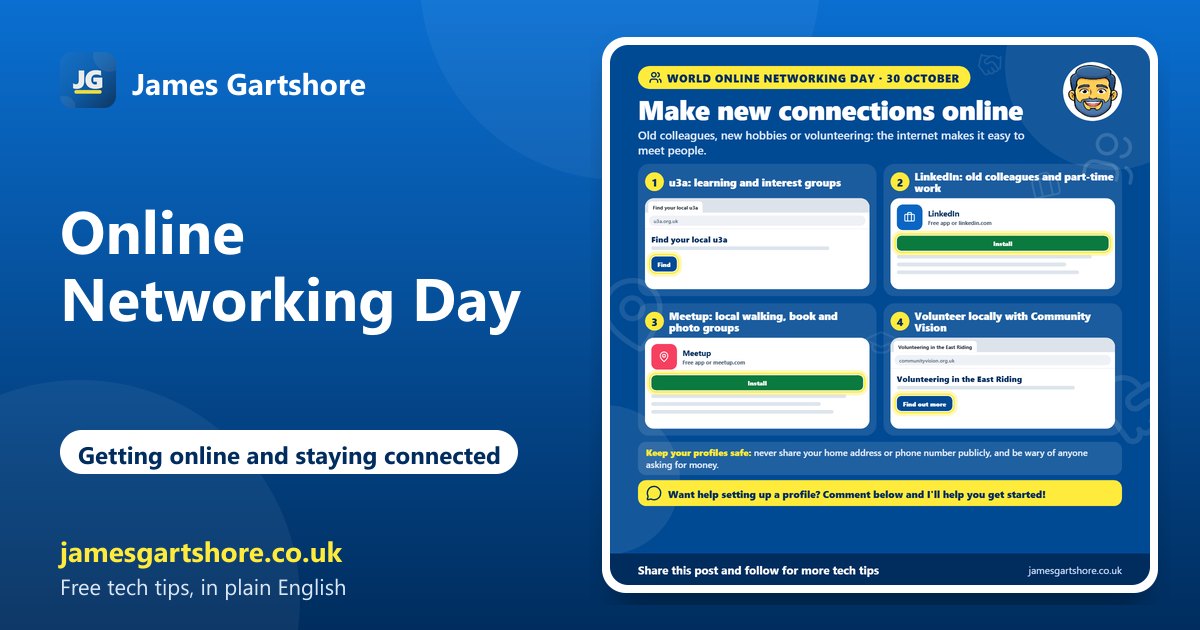 JG
James Gartshore
Online
Networking Day
Getting online and staying connected
jamesgartshore.co.uk
Free tech tips, in plain English
WORLD ONLINE NETWORKING DAY · 30 OCTOBER
Make new connections online
Old colleagues, new hobbies or volunteering: the internet makes it easy to
meet people.
1 u3a: learning and interest groups
Find your local u3a
u3a.org.uk
Find your local u3a
Find
2 LinkedIn: old colleagues and part-time
work
LinkedIn
Free app or linkedin.com
Install
3 Meetup: local walking, book and
photo groups
Meetup
Free app or meetup.com
Install
4 Volunteer locally with Community
Vision
Volunteering in the East Riding
communityvision.org.uk
Volunteering in the East Riding
Find out more
Keep your profiles safe: never share your home address or phone number publicly, and be wary of anyone
asking for money.
Want help setting up a profile? Comment below and I'll help you get started!
Share this post and follow for more tech tips
jamesgartshore.co.uk